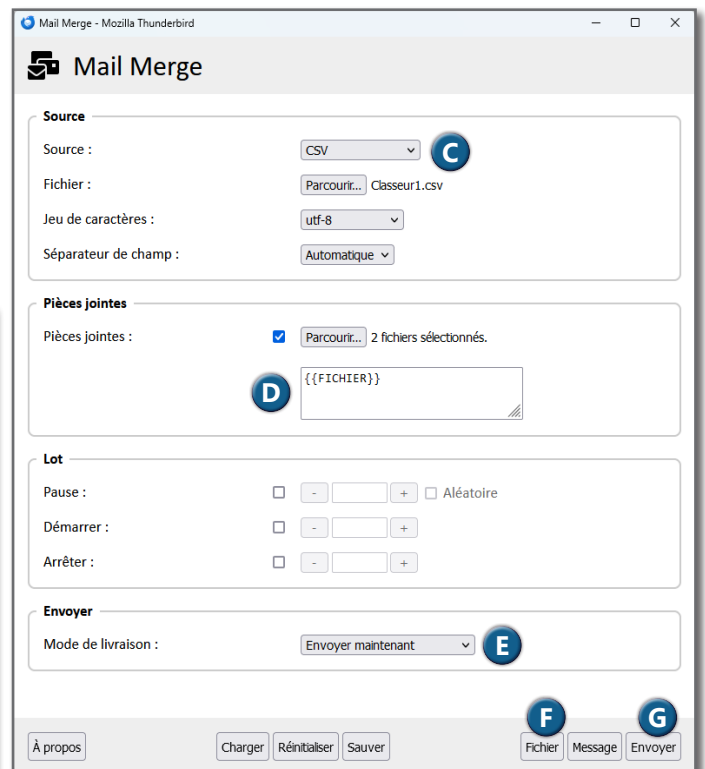 Mail Merge - Mozilla Thunderbird
Mail Merge
Source
Source : CSV C
Fichier : Parcourir... Classeur1.csv
Jeu de caractères : utf-8
Séparateur de champ : Automatique
Pièces jointes
Pièces jointes : Parcourir... 2 fichiers sélectionnés.
D {{FICHIER}}
Lot
Pause : - + Aléatoire
Démarrer : - +
Arrêter : - +
Envoyer
Mode de livraison : Envoyer maintenant E
F G
À propos Charger Réinitialiser Sauver Fichier Message Envoyer